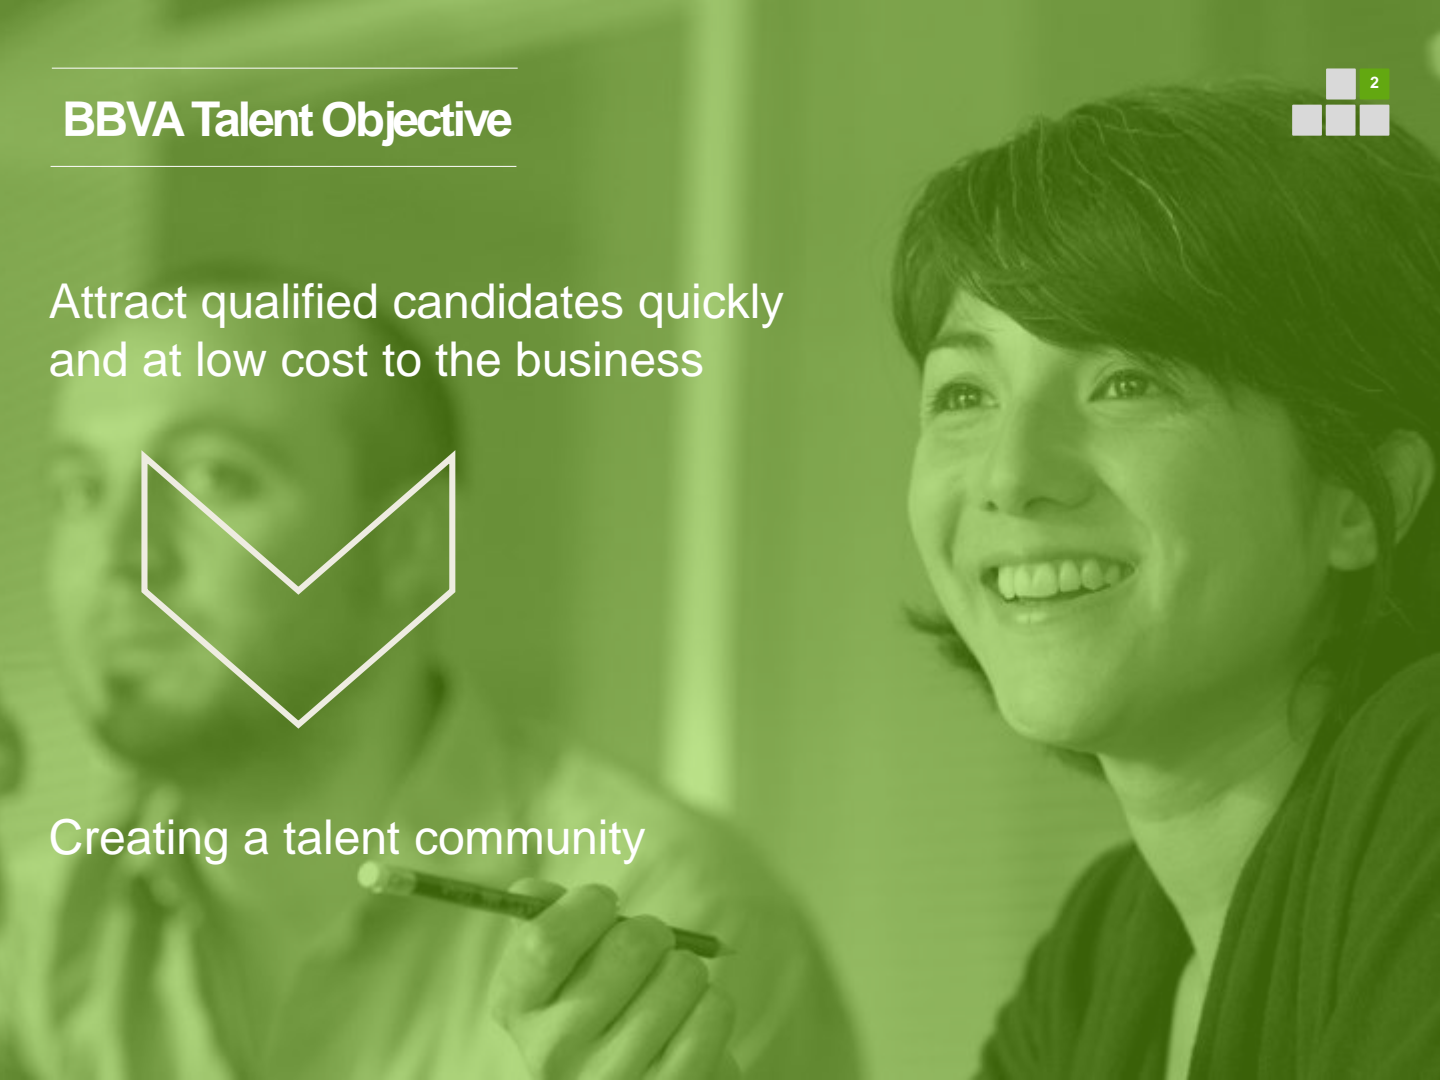 BBVA Talent Objective
2
Attract qualified candidates quickly
and at low cost to the business
Creating a talent community